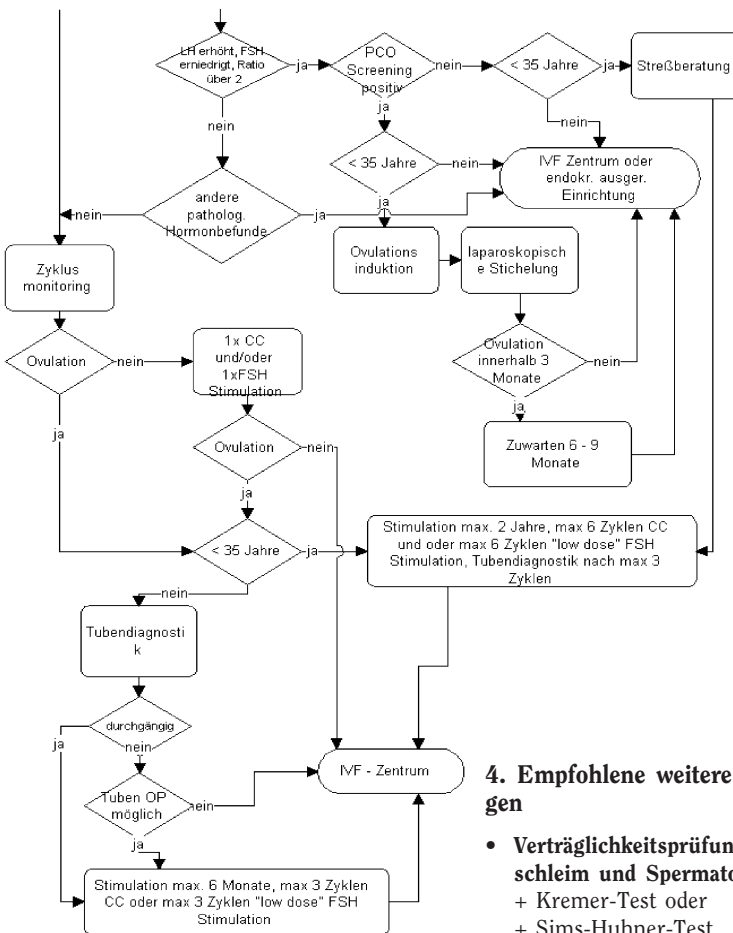 LH erhöht, FSH
erniedrigt, Ratio
über 2
ja
PCO
Screening
positiv
nein
< 35 Jahre
ja
Streßberatung
nein
ja
nein
< 35 Jahre
nein
IVF Zentrum oder
endokr. ausger.
Einrichtung
andere
patholog.
Hormonbefunde
nein
ja
ja
Ovulations
induktion
laparoskopisch
e Stichelung
Zyklus
monitoring
Ovulation
nein
1x CC
und/oder
1xFSH
Stimulation
Ovulation
innerhalb 3
Monate
nein
ja
ja
Ovulation
nein
Zuwarten 6 - 9
Monate
ja
< 35 Jahre
ja
Stimulation max. 2 Jahre, max 6 Zyklen CC
und oder max 6 Zyklen "low dose" FSH
Stimulation, Tubendiagnostik nach max 3
Zyklen
nein
Tubendiagnosti
k
durchgängig
ja
nein
IVF - Zentrum
Tuben OP
möglich
nein
ja
Stimulation max. 6 Monate, max 3 Zyklen
CC oder max 3 Zyklen "low dose" FSH
Stimulation
4. Empfohlene weitere
gen
• Verträglichkeitsprüfun
schleim und Spermato
+ Kremer-Test oder
+ Sims-Huhner-Test